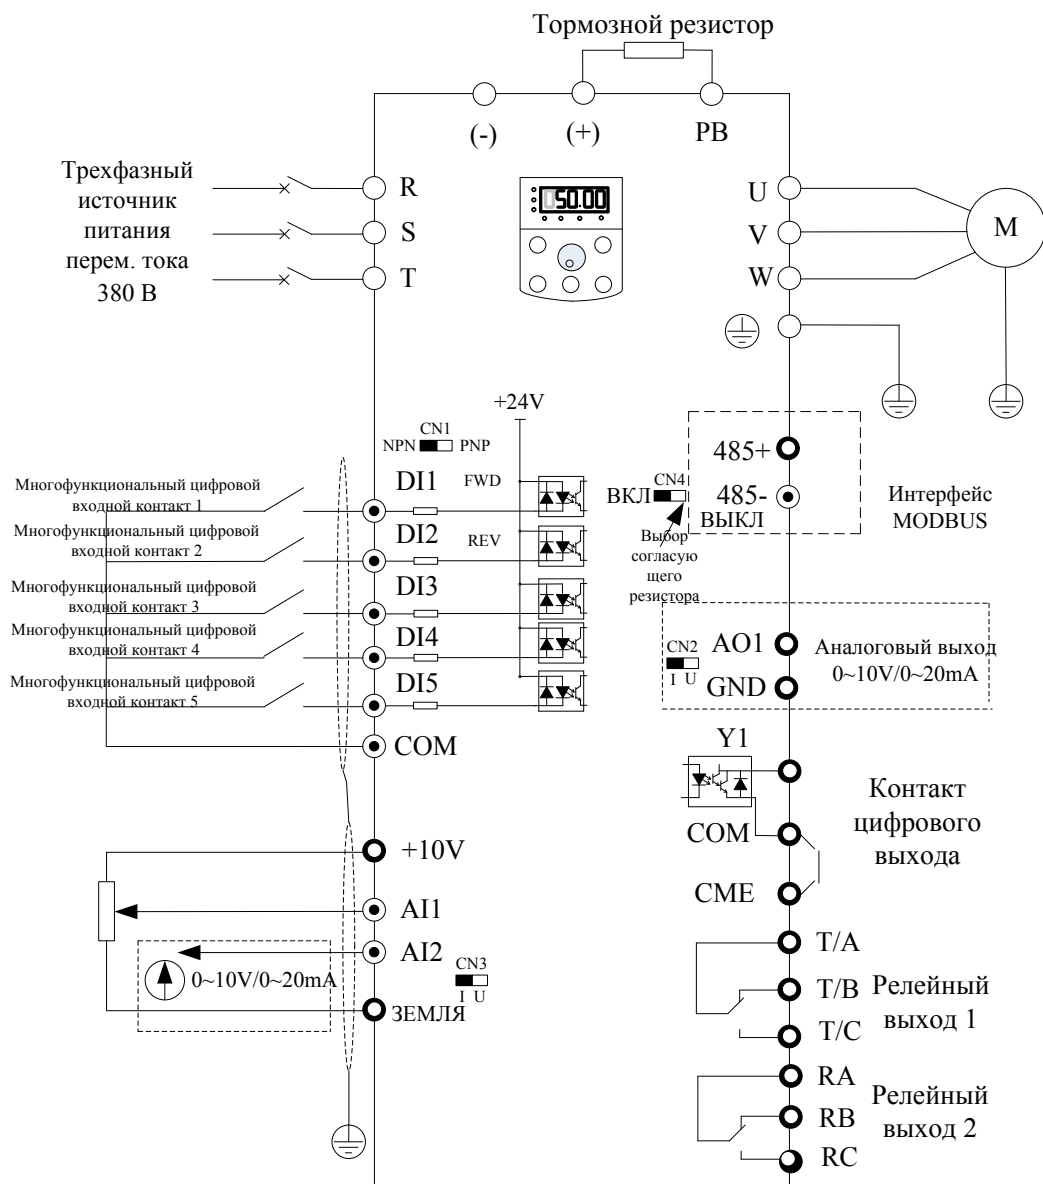 Тормозной резистор
(-)
(+)
PB
Трехфазный
источник
питания
перем. тока
380 В
R
S
T
50.00
U
V
W
M
+24V
CN1
NPN
PNP
Многофункциональный цифровой
входной контакт 1
DI1
FWD
Многофункциональный цифровой
входной контакт 2
DI2
REV
Многофункциональный цифровой
входной контакт 3
DI3
Многофункциональный цифровой
входной контакт 4
DI4
Многофункциональный цифровой
входной контакт 5
DI5
COM
485+
CN4
ВКЛ
485-
ВЫКЛ
Выбор
согласую
щего
резистора
Интерфейс
MODBUS
CN2
I U
AO1
GND
Аналоговый выход
0~10V/0~20mA
Y1
COM
CME
Контакт
цифрового
выхода
+10V
AI1
AI2
0~10V/0~20mA
CN3
I U
ЗЕМЛЯ
T/A
T/B
T/C
Релейный
выход 1
RA
RB
RC
Релейный
выход 2